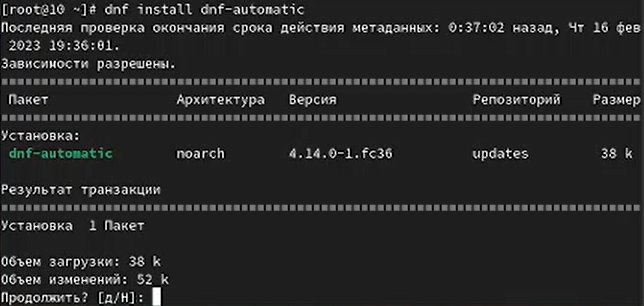 [root@10 ~]# dnf install dnf-automatic
Последняя проверка окончания срока действия метаданных: 0:37:02 назад, Чт 16 фев
2023 19:36:01.
Зависимости разрешены.
Пакет Архитектура Версия Репозиторий Размер
Установка:
dnf-automatic noarch 4.14.0-1.fc36 updates 38 k
Результат транзакции
Установка 1 Пакет
Объем загрузки: 38 k
Объем изменений: 52 k
Продолжить? [д/Н]: